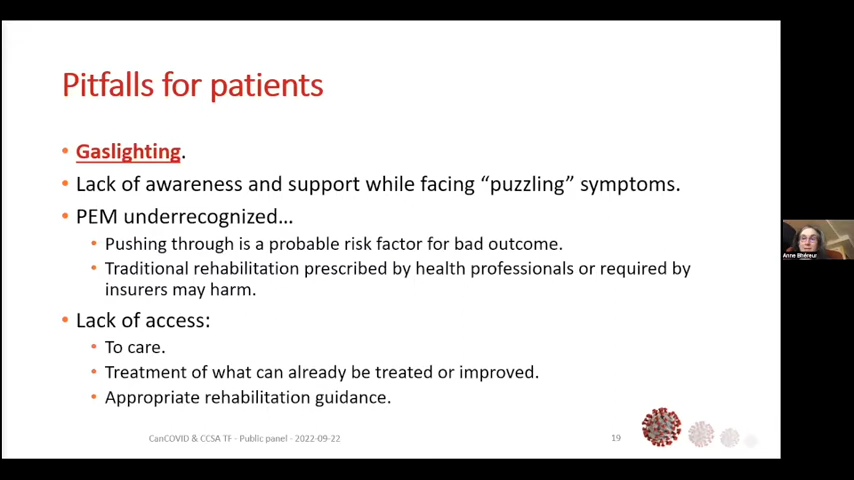 Pitfalls for patients
• Gaslighting.
• Lack of awareness and support while facing “puzzling” symptoms.
• PEM underrecognized…
• Pushing through is a probable risk factor for bad outcome.
• Traditional rehabilitation prescribed by health professionals or required by
insurers may harm.
• Lack of access:
• To care.
• Treatment of what can already be treated or improved.
• Appropriate rehabilitation guidance.
CanCOVID & CCSA TF - Public panel - 2022-09-22
19
Anne Bhéreur